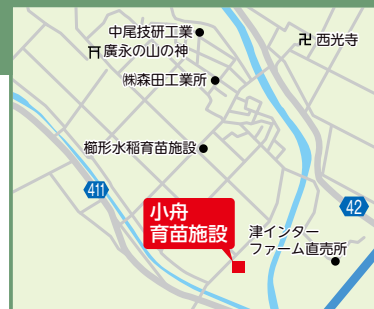 中尾技研工業
廣永の山の神
西光寺
㈱森田工業所
櫛形水稲育苗施設
411
小舟
育苗施設
42
津インター
ファーム直売所